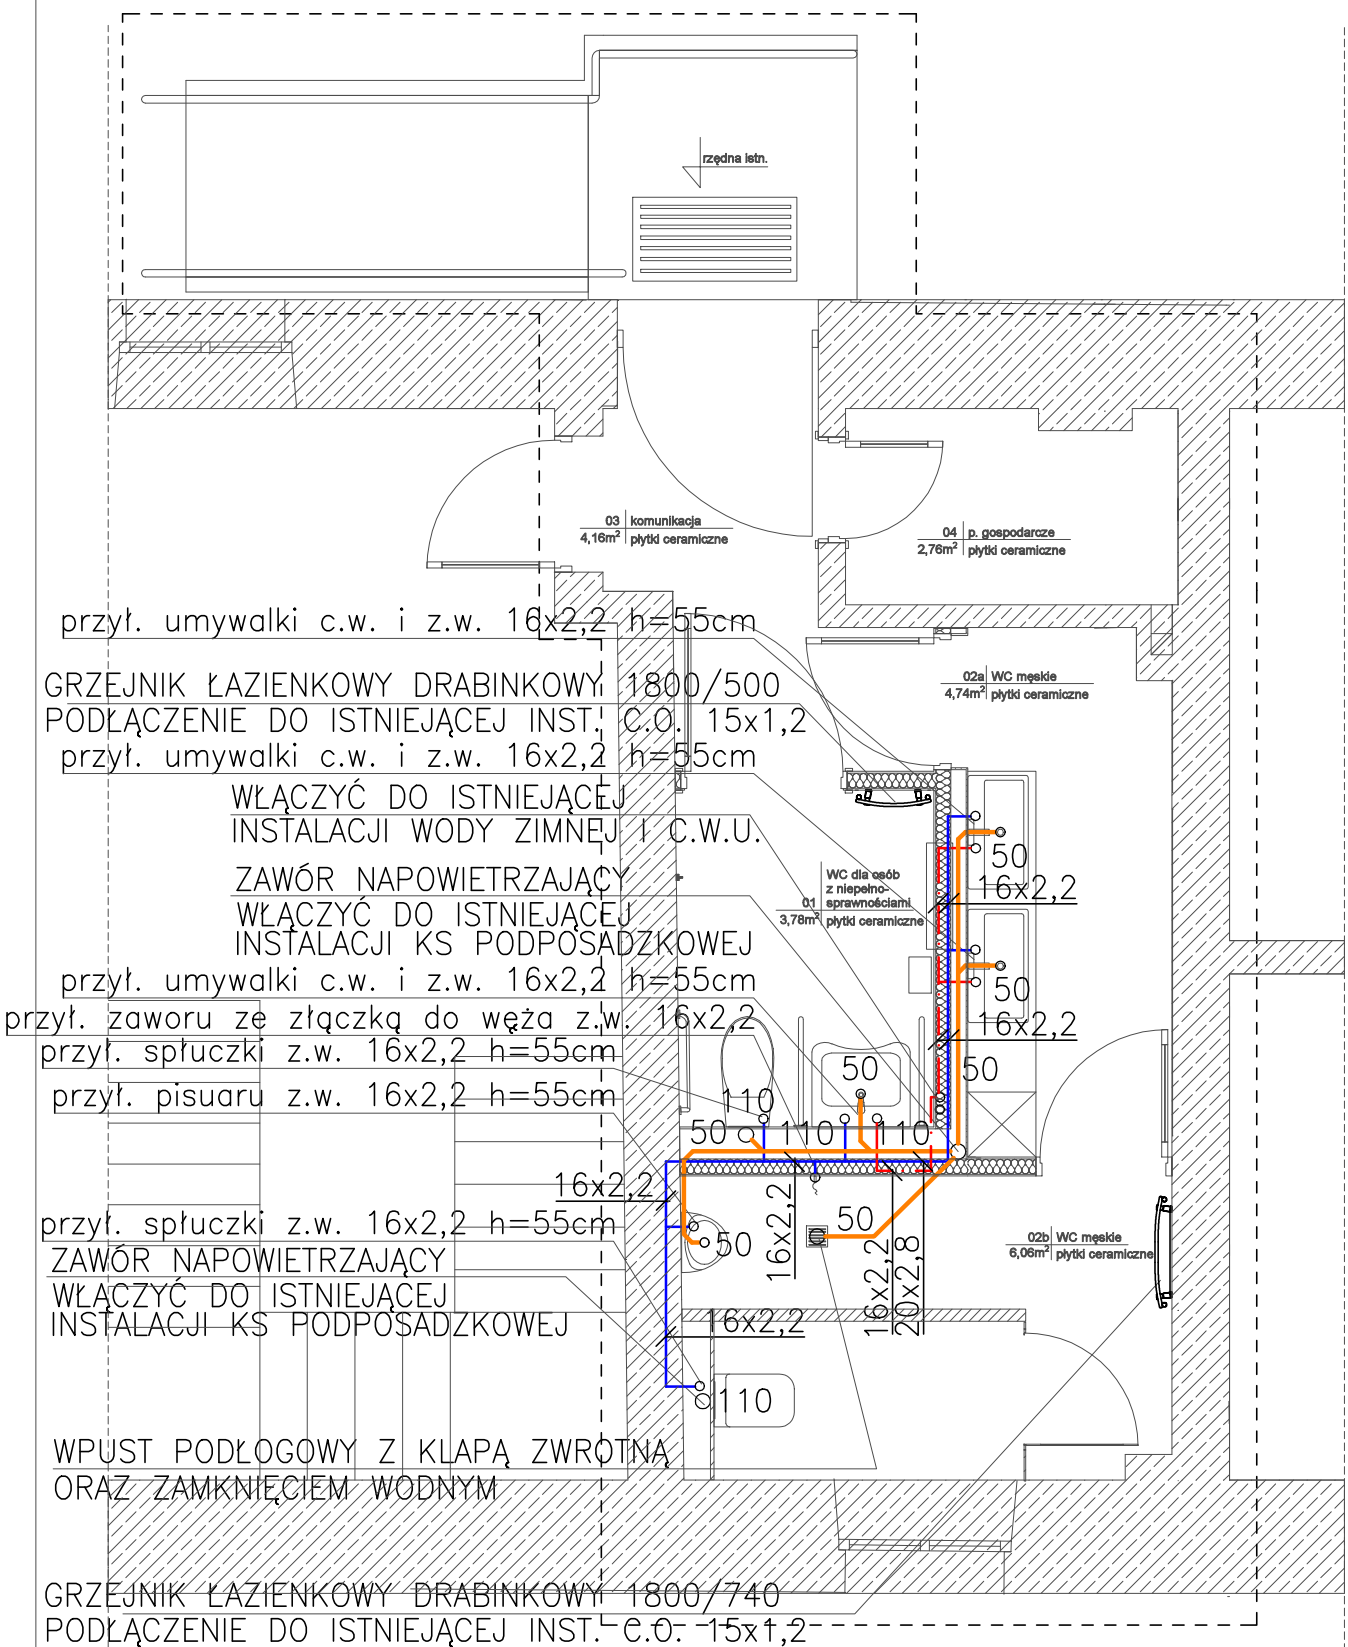 rzędna istn.
03 komunikacja
4,16m² płytki ceramiczne
04 p. gospodarcze
2,76m² płytki ceramiczne
przył. umywalki c.w. i z.w. 16x2,2 h=55cm
GRZEJNIK ŁAZIENKOWY DRABINKOWY 1800/500
PODŁĄCZENIE DO ISTNIEJĄCEJ INST. C.O. 15x1,2
02a WC męskie
4,74m² płytki ceramiczne
przył. umywalki c.w. i z.w. 16x2,2 h=55cm
WŁĄCZYĆ DO ISTNIEJĄCEJ
INSTALACJI WODY ZIMNEJ I C.W.U.
50
16x2,2
ZAWÓR NAPOWIETRZAJĄCY
WŁĄCZYĆ DO ISTNIEJĄCEJ
INSTALACJI KS PODPOSADZKOWEJ
WC dla osób
z niepełno-
01 sprawnościami
3,78m² płytki ceramiczne
przył. umywalki c.w. i z.w. 16x2,2 h=55cm
50
16x2,2
przył. zaworu ze złączką do węża z.w. 16x2,2
przył. spłuczki z.w. 16x2,2 h=55cm
50
50
przył. pisuaru z.w. 16x2,2 h=55cm
110
50
110
110
16x2,2
przył. spłuczki z.w. 16x2,2 h=55cm
50
50
16x2,2
16x2,2
20x2,8
02b WC męskie
6,06m² płytki ceramiczne
ZAWÓR NAPOWIETRZAJĄCY
WŁĄCZYĆ DO ISTNIEJĄCEJ
INSTALACJI KS PODPOSADZKOWEJ
16x2,2
110
WPUST PODŁOGOWY Z KLAPĄ ZWROTNĄ
ORAZ ZAMKNIĘCIEM WODNYM
GRZEJNIK ŁAZIENKOWY DRABINKOWY 1800/740
PODŁĄCZENIE DO ISTNIEJĄCEJ INST. C.O. 15x1,2